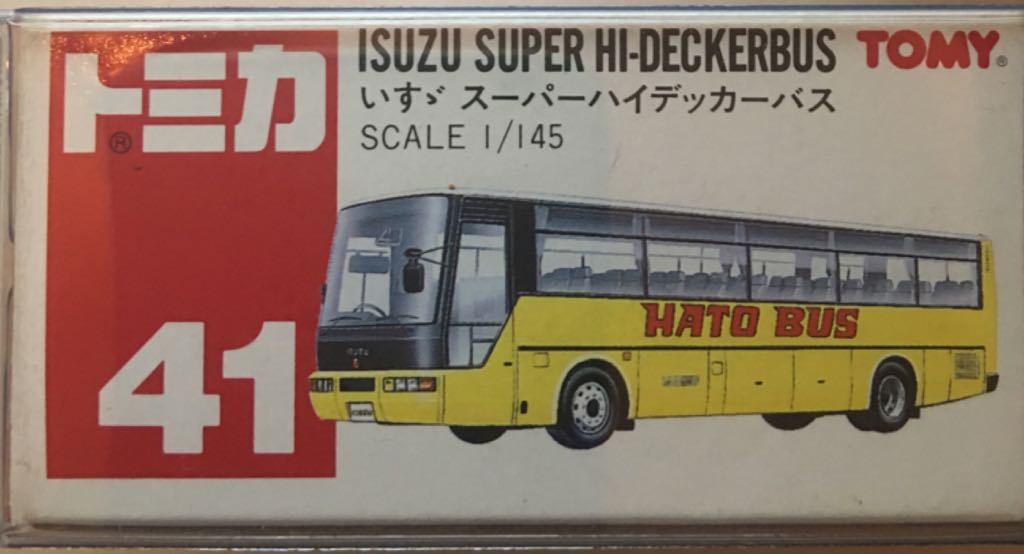 トミカ®
41
ISUZU SUPER HI-DECKERBUS
いすゞ スーパーハイデッカーバス
SCALE 1/145
TOMY®
HATO BUS
ISUZU